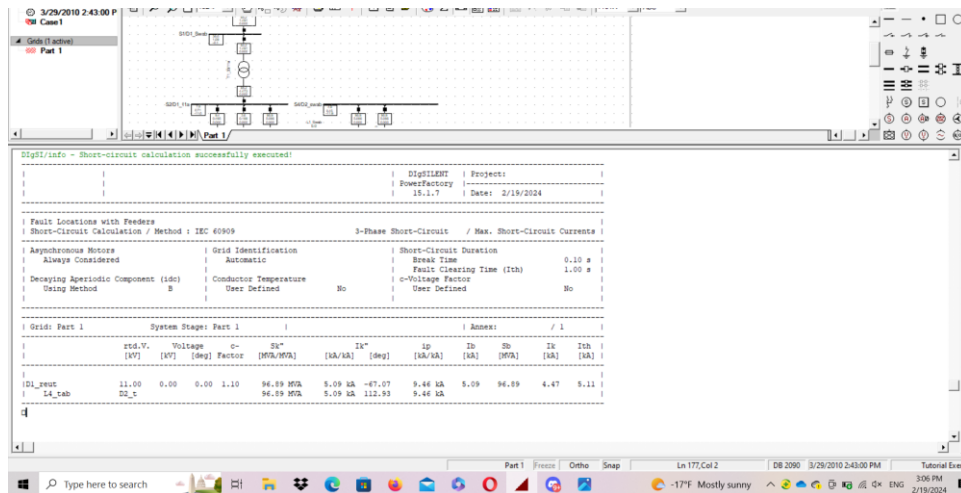 3/29/2010 2:43:00 P
Case1
Grids (1 active)
Part 1
S1/D1_Swab
S2/D1_11a
S4/D2_swab
Part 1
DIgSI/info - Short-circuit calculation successfully executed!
DIgSILENT | Project:
PowerFactory
15.1.7 | Date: 2/19/2024
Fault Locations with Feeders
Short-Circuit Calculation / Method : IEC 60909 3-Phase Short-Circuit / Max. Short-Circuit Currents
Asynchronous Motors | Grid Identification | Short-Circuit Duration
Always Considered | Automatic | Break Time 0.10 s
Fault Clearing Time (Ith) 1.00 s
Decaying Aperiodic Component (idc) | Conductor Temperature | c-Voltage Factor
Using Method B | User Defined No | User Defined No
Grid: Part 1 System Stage: Part 1 | | Annex: / 1
rtd.V. Voltage c- Sk" Ik" ip Ib Sb Ik Ith
[kV] [kV] [deg] Factor [MVA/MVA] [kA/kA] [deg] [kA/kA] [kA] [MVA] [kA] [kA]
D1_reut 11.00 0.00 0.00 1.10 96.89 MVA 5.09 kA -67.07 9.46 kA 5.09 96.89 4.47 5.11
L4_tab D2_t 96.89 MVA 5.09 kA 112.93 9.46 kA
Part 1 Freeze Ortho Snap Ln 177,Col 2 DB 2090 3/29/2010 2:43:00 PM Tutorial Exe
Type here to search
-17°F Mostly sunny
ENG
3:06 PM
2/19/2024